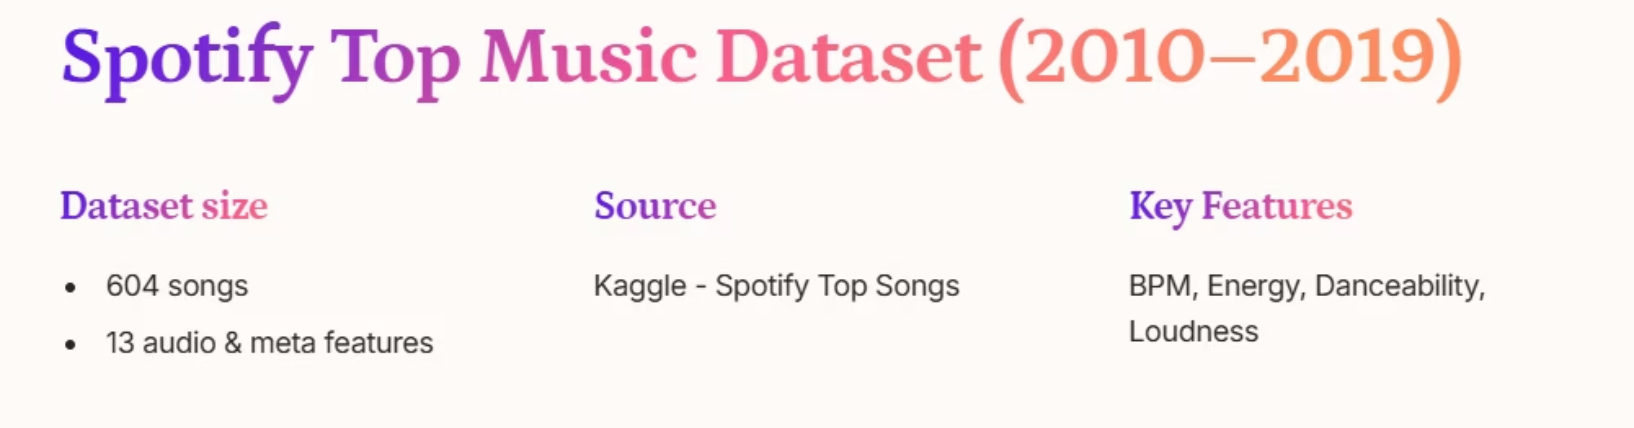 Spotify Top Music Dataset (2010–2019)
Dataset size
• 604 songs
• 13 audio & meta features
Source
Kaggle - Spotify Top Songs
Key Features
BPM, Energy, Danceability,
Loudness